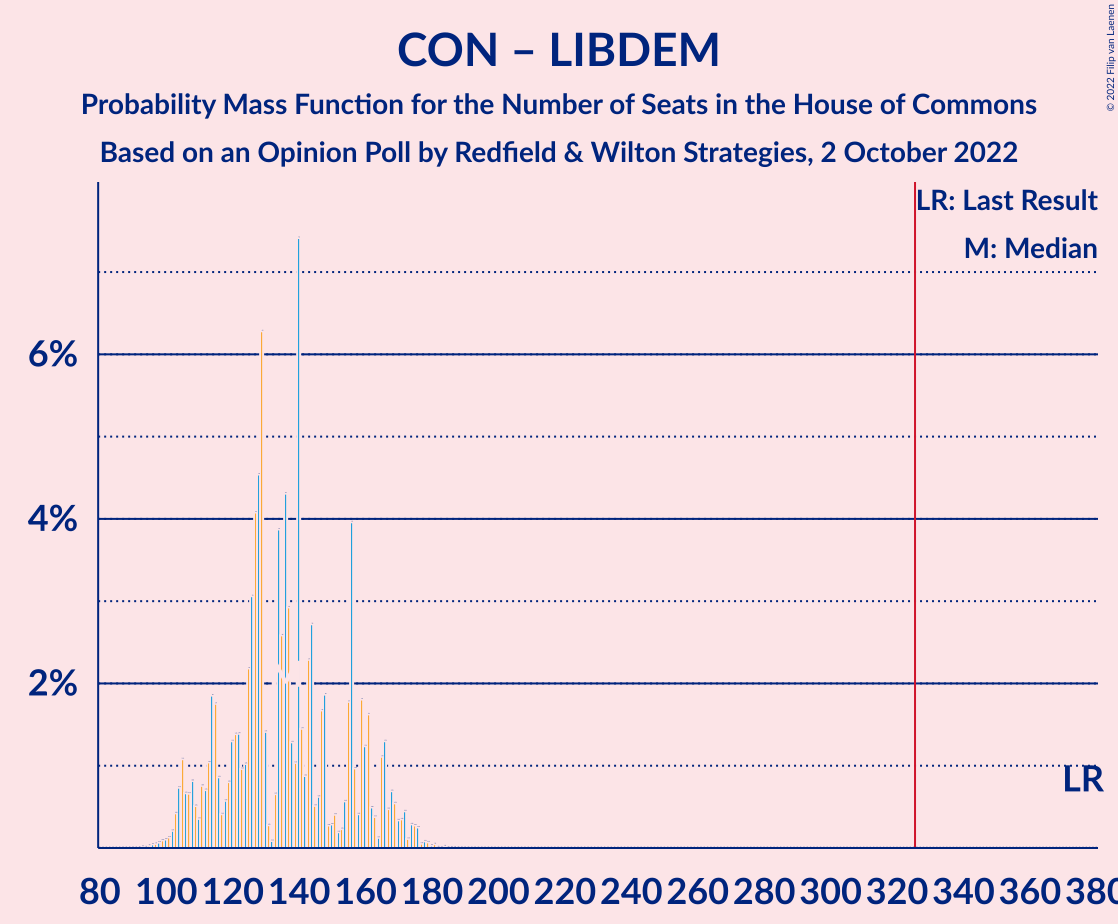 CON – LIBDEM
Probability Mass Function for the Number of Seats in the House of Commons
Based on an Opinion Poll by Redfield & Wilton Strategies, 2 October 2022
© 2022 Filip van Laenen
LR: Last Result
M: Median
6%
4%
2%
LR
80 100 120 140 160 180 200 220 240 260 280 300 320 340 360 380